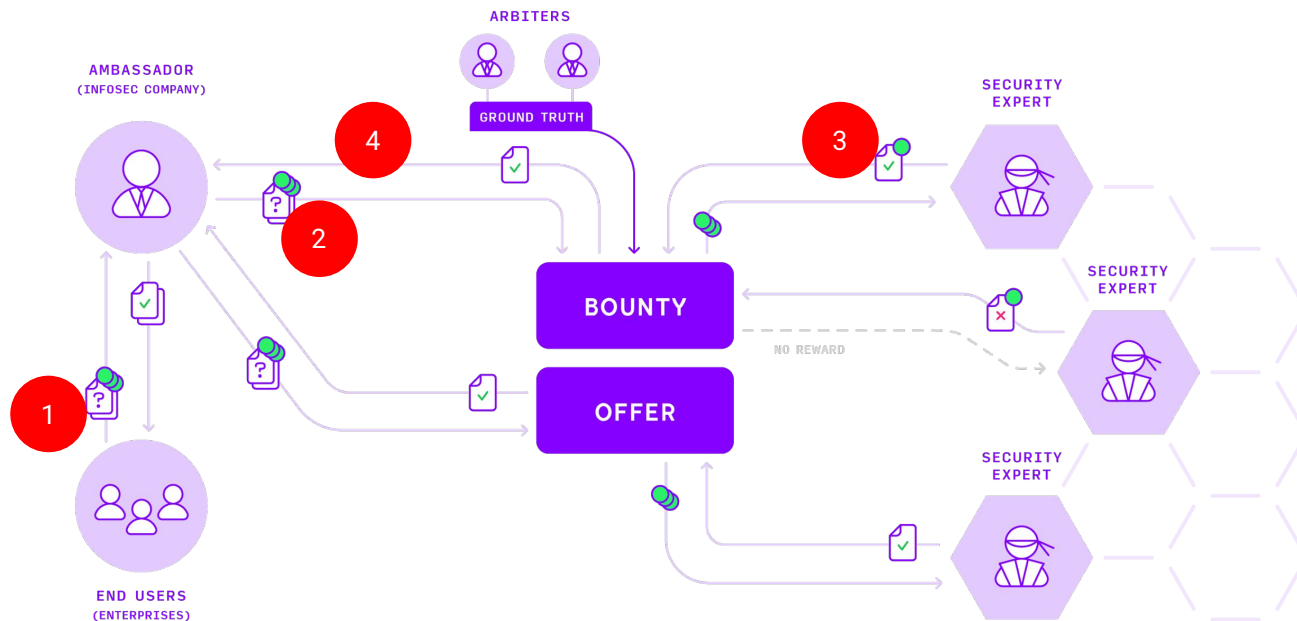 ARBITERS
AMBASSADOR
(INFOSEC COMPANY)
GROUND TRUTH
SECURITY
EXPERT
4
3
?
2
SECURITY
EXPERT
BOUNTY
NO REWARD
?
?
1
OFFER
SECURITY
EXPERT
END USERS
(ENTERPRISES)